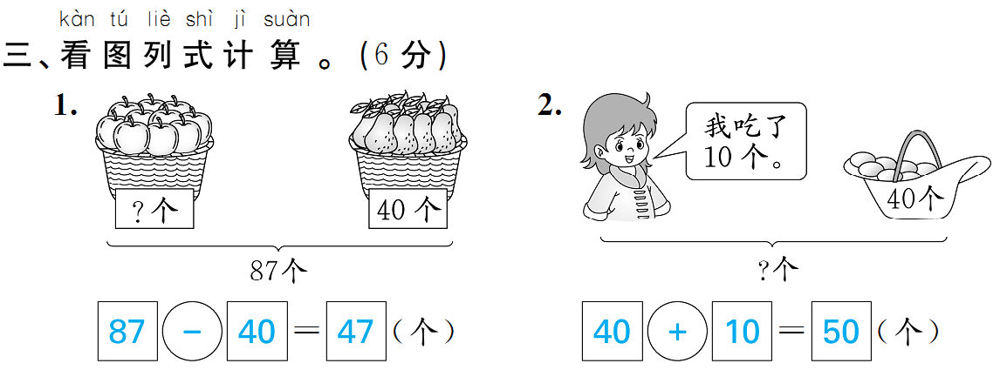 kàn tú liè shì jì suàn
三、看图列式计算。(6分)
1.
?个
40个
87个
87 - 40 = 47 (个)
2.
我吃了
10个。
40个
?个
40 + 10 = 50 (个)